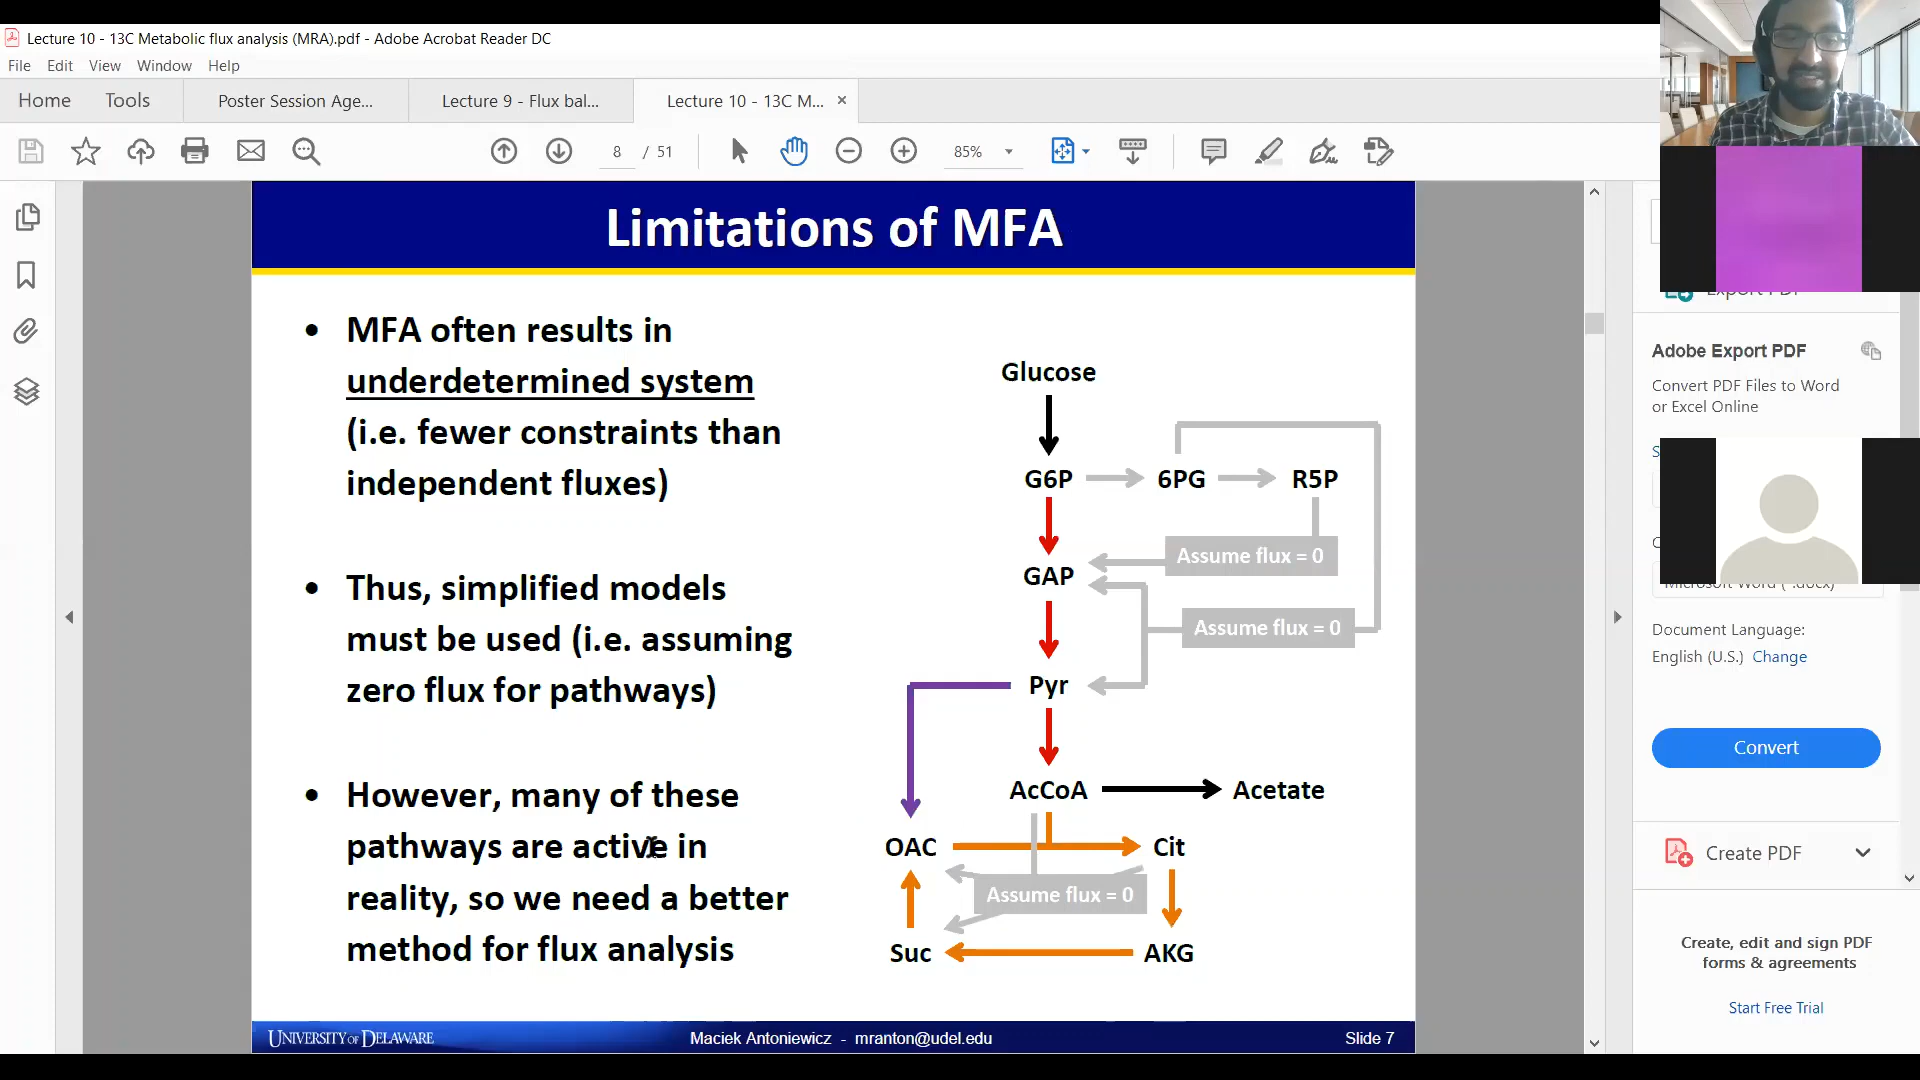 Lecture 10 - 13C Metabolic flux analysis (MRA).pdf - Adobe Acrobat Reader DC
File Edit View Window Help
Home Tools Poster Session Age... Lecture 9 - Flux bal... Lecture 10 - 13C M... ×
8 / 51 85%
Limitations of MFA
• MFA often results in
underdetermined system
(i.e. fewer constraints than
independent fluxes)
• Thus, simplified models
must be used (i.e. assuming
zero flux for pathways)
• However, many of these
pathways are active in
reality, so we need a better
method for flux analysis
Glucose
G6P 6PG R5P
Assume flux = 0
GAP
Assume flux = 0
Pyr
AcCoA Acetate
OAC Cit
Assume flux = 0
Suc AKG
UNIVERSITY OF DELAWARE Maciek Antoniewicz - mranton@udel.edu Slide 7
Export PDF
Adobe Export PDF
Convert PDF Files to Word
or Excel Online
Microsoft Word (*.docx)
Document Language:
English (U.S.) Change
Convert
Create PDF
Create, edit and sign PDF
forms & agreements
Start Free Trial